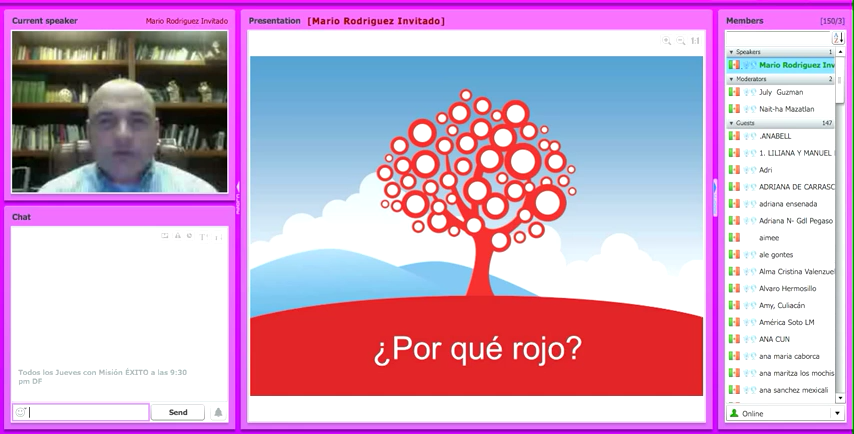 Current speaker
Mario Rodriguez Invitado
Chat
Todos los Jueves con Misión ÉXITO a las 9:30
pm DF
Send
Presentation
[Mario Rodriguez Invitado]
1:1
¿Por qué rojo?
Members
[150/3]
Speakers 1
Mario Rodriguez Inv
Moderators 2
July Guzman
Nait-ha Mazatlan
Guests 147
.ANABELL
1. LILIANA Y MANUEL
Adri
ADRIANA DE CARRASC
adriana ensenada
Adriana N- Gdl Pegaso
aimee
ale gontes
Alma Cristina Valenzue
Alvaro Hermosillo
Amy, Culiacán
América Soto LM
ANA CUN
ana maria caborca
ana maritza los mochis
ana sanchez mexicali
Online